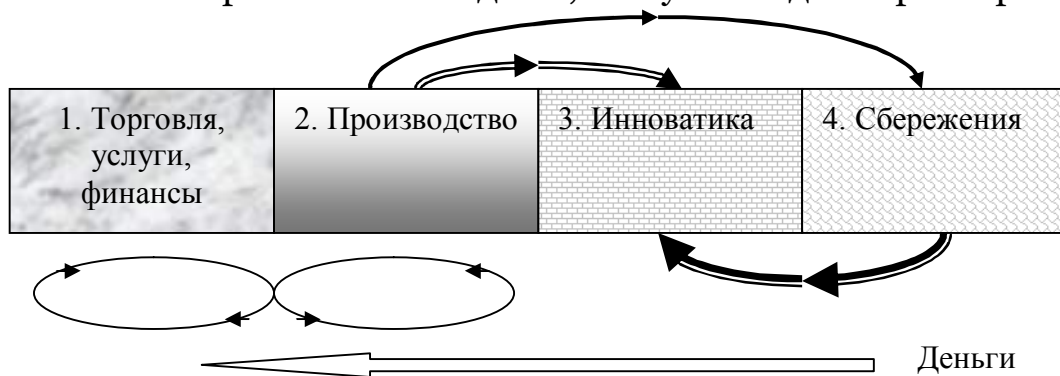 1. Торговля,
услуги,
финансы
2. Производство
3. Инноватика
4. Сбережения
Деньги